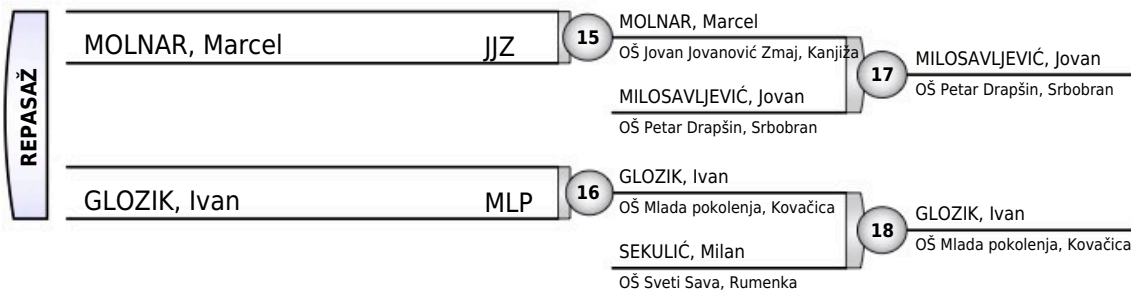 REPASAŽ
MOLNAR, Marcel JJZ
15
MOLNAR, Marcel
OŠ Jovan Jovanović Zmaj, Kanjiža
MILOSAVLJEVIĆ, Jovan
OŠ Petar Drapšin, Srbobran
17
MILOSAVLJEVIĆ, Jovan
OŠ Petar Drapšin, Srbobran
GLOZIK, Ivan MLP
16
GLOZIK, Ivan
OŠ Mlada pokolenja, Kovačica
SEKULIĆ, Milan
OŠ Sveti Sava, Rumenka
18
GLOZIK, Ivan
OŠ Mlada pokolenja, Kovačica